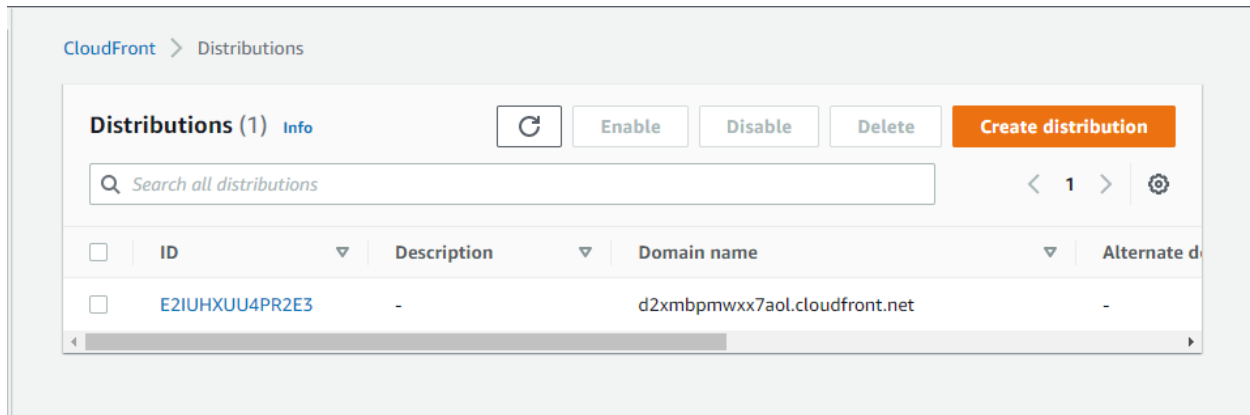 CloudFront > Distributions
Distributions (1) Info Enable Disable Delete Create distribution
Search all distributions < 1 >
ID Description Domain name Alternate d
E2IUHXUU4PR2E3 - d2xmbpmwxx7aol.cloudfront.net -